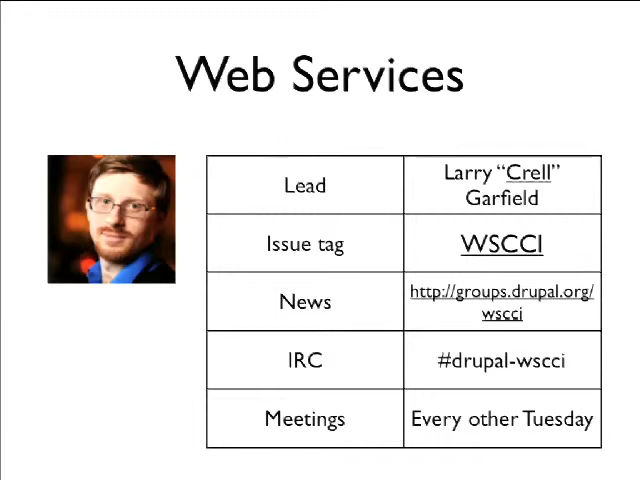 Web Services
Lead
Larry “Crell”
Garfield
Issue tag
WSCCI
News
http://groups.drupal.org/
wscci
IRC
#drupal-wscci
Meetings
Every other Tuesday